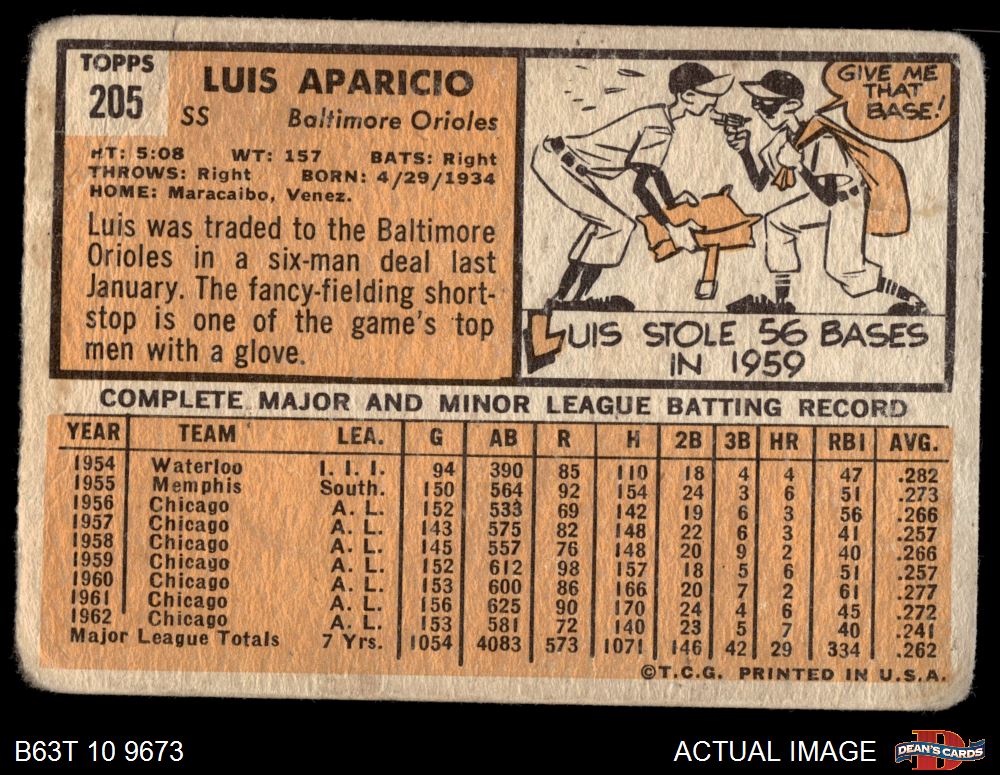 TOPPS
205
LUIS APARICIO
SS Baltimore Orioles
HT: 5:08 WT: 157 BATS: Right
THROWS: Right BORN: 4/29/1934
HOME: Maracaibo, Venez.
Luis was traded to the Baltimore
Orioles in a six-man deal last
January. The fancy-fielding short-
stop is one of the game's top
men with a glove.
GIVE ME
THAT
BASE!
LUIS STOLE 56 BASES
IN 1959
COMPLETE MAJOR AND MINOR LEAGUE BATTING RECORD
YEAR TEAM LEA. G AB R H 2B 3B HR RBI AVG.
1954 Waterloo I. I. I. 94 390 85 110 18 4 4 47 .282
1955 Memphis South. 150 564 92 154 24 3 6 51 .273
1956 Chicago A. L. 152 533 69 142 19 6 3 56 .266
1957 Chicago A. L. 143 575 82 148 22 6 3 41 .257
1958 Chicago A. L. 145 557 76 148 20 9 2 40 .266
1959 Chicago A. L. 152 612 98 157 18 5 6 51 .257
1960 Chicago A. L. 153 600 86 166 20 7 2 61 .277
1961 Chicago A. L. 156 625 90 170 24 4 6 45 .272
1962 Chicago A. L. 153 581 72 140 23 5 7 40 .241
Major League Totals 7 Yrs. 1054 4083 573 1071 146 42 29 334 .262
©T.C.G. PRINTED IN U.S.A.
B63T 10 9673 ACTUAL IMAGE DEAN'S CARDS